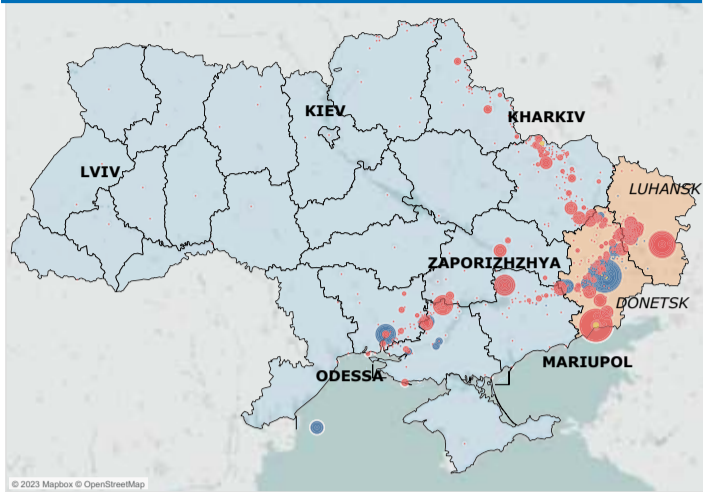 KIEV
KHARKIV
LVIV
LUHANSK
ZAPORIZHZHYA
DONETSK
MARIUPOL
ODESSA
© 2023 Mapbox © OpenStreetMap